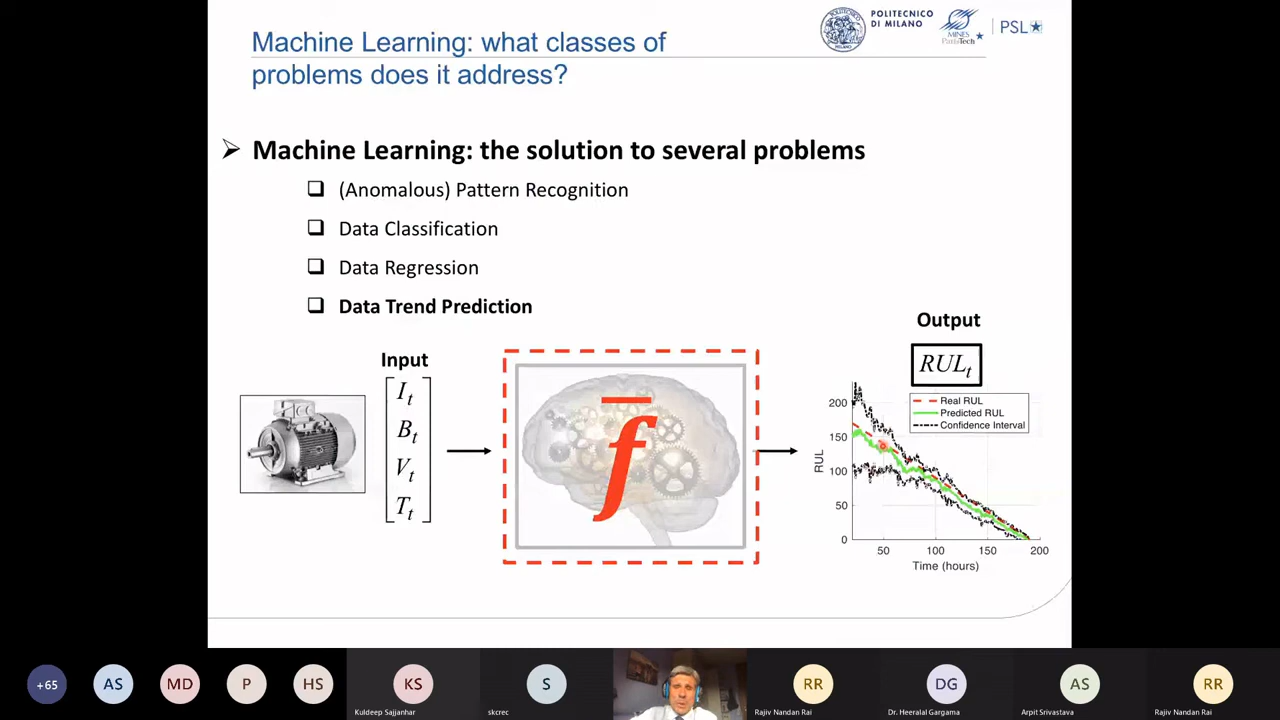 Machine Learning: what classes of
problems does it address?
POLITECNICO
DI MILANO
MINES
ParisTech
PSL
Machine Learning: the solution to several problems
(Anomalous) Pattern Recognition
Data Classification
Data Regression
Data Trend Prediction
Input
I_t
B_t
V_t
T_t
f
Output
RUL_t
Real RUL
Predicted RUL
Confidence Interval
RUL
200
150
100
50
0
50 100 150 200
Time (hours)
+65
AS
MD
P
HS
KS
Kuldeep Sajjanhar
S
skcrec
RR
Rajiv Nandan Rai
DG
Dr. Heeralal Gargama
AS
Arpit Srivastava
RR
Rajiv Nandan Rai